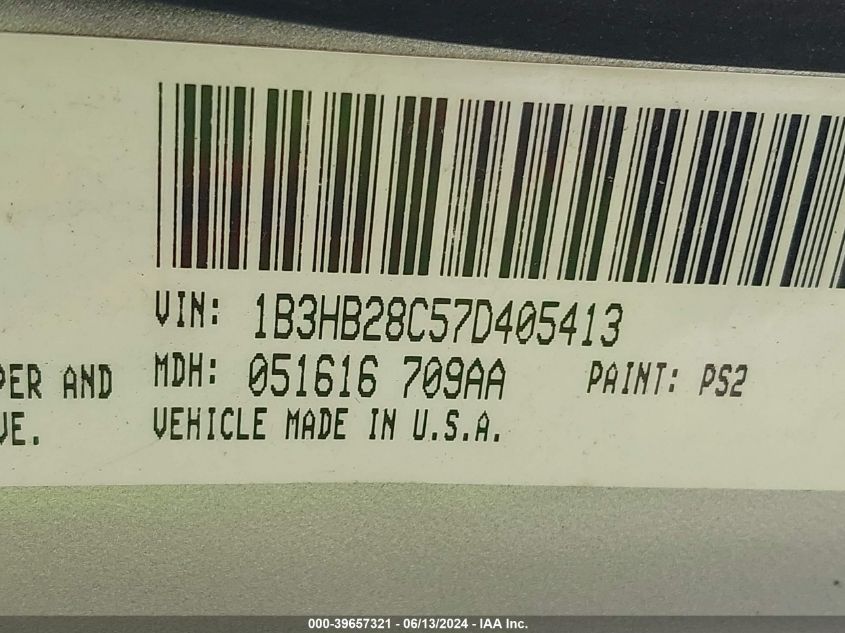 VIN: 1B3HB28C57D405413
PER AND MDH: 051616 709AA PAINT: PS2
VE. VEHICLE MADE IN U.S.A.
000-39657321 - 06/13/2024 - IAA Inc.